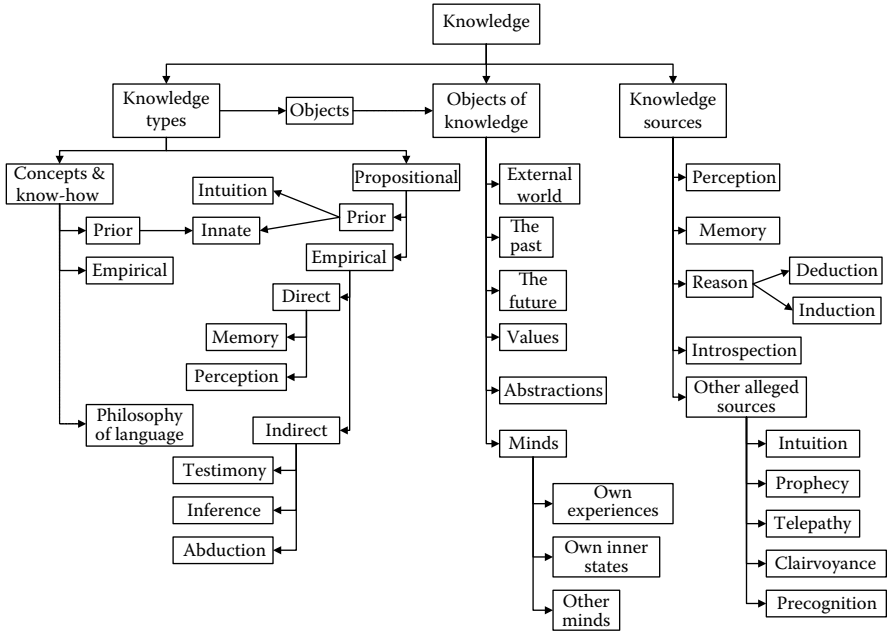 Knowledge
Knowledge
types
Objects
Objects of
knowledge
Knowledge
sources
Concepts &
know-how
Prior
Innate
Empirical
Philosophy
of language
Propositional
Intuition
Prior
Empirical
Direct
Memory
Perception
Indirect
Testimony
Inference
Abduction
External
world
The
past
The
future
Values
Abstractions
Minds
Own
experiences
Own inner
states
Other
minds
Perception
Memory
Reason
Deduction
Induction
Introspection
Other alleged
sources
Intuition
Prophecy
Telepathy
Clairvoyance
Precognition